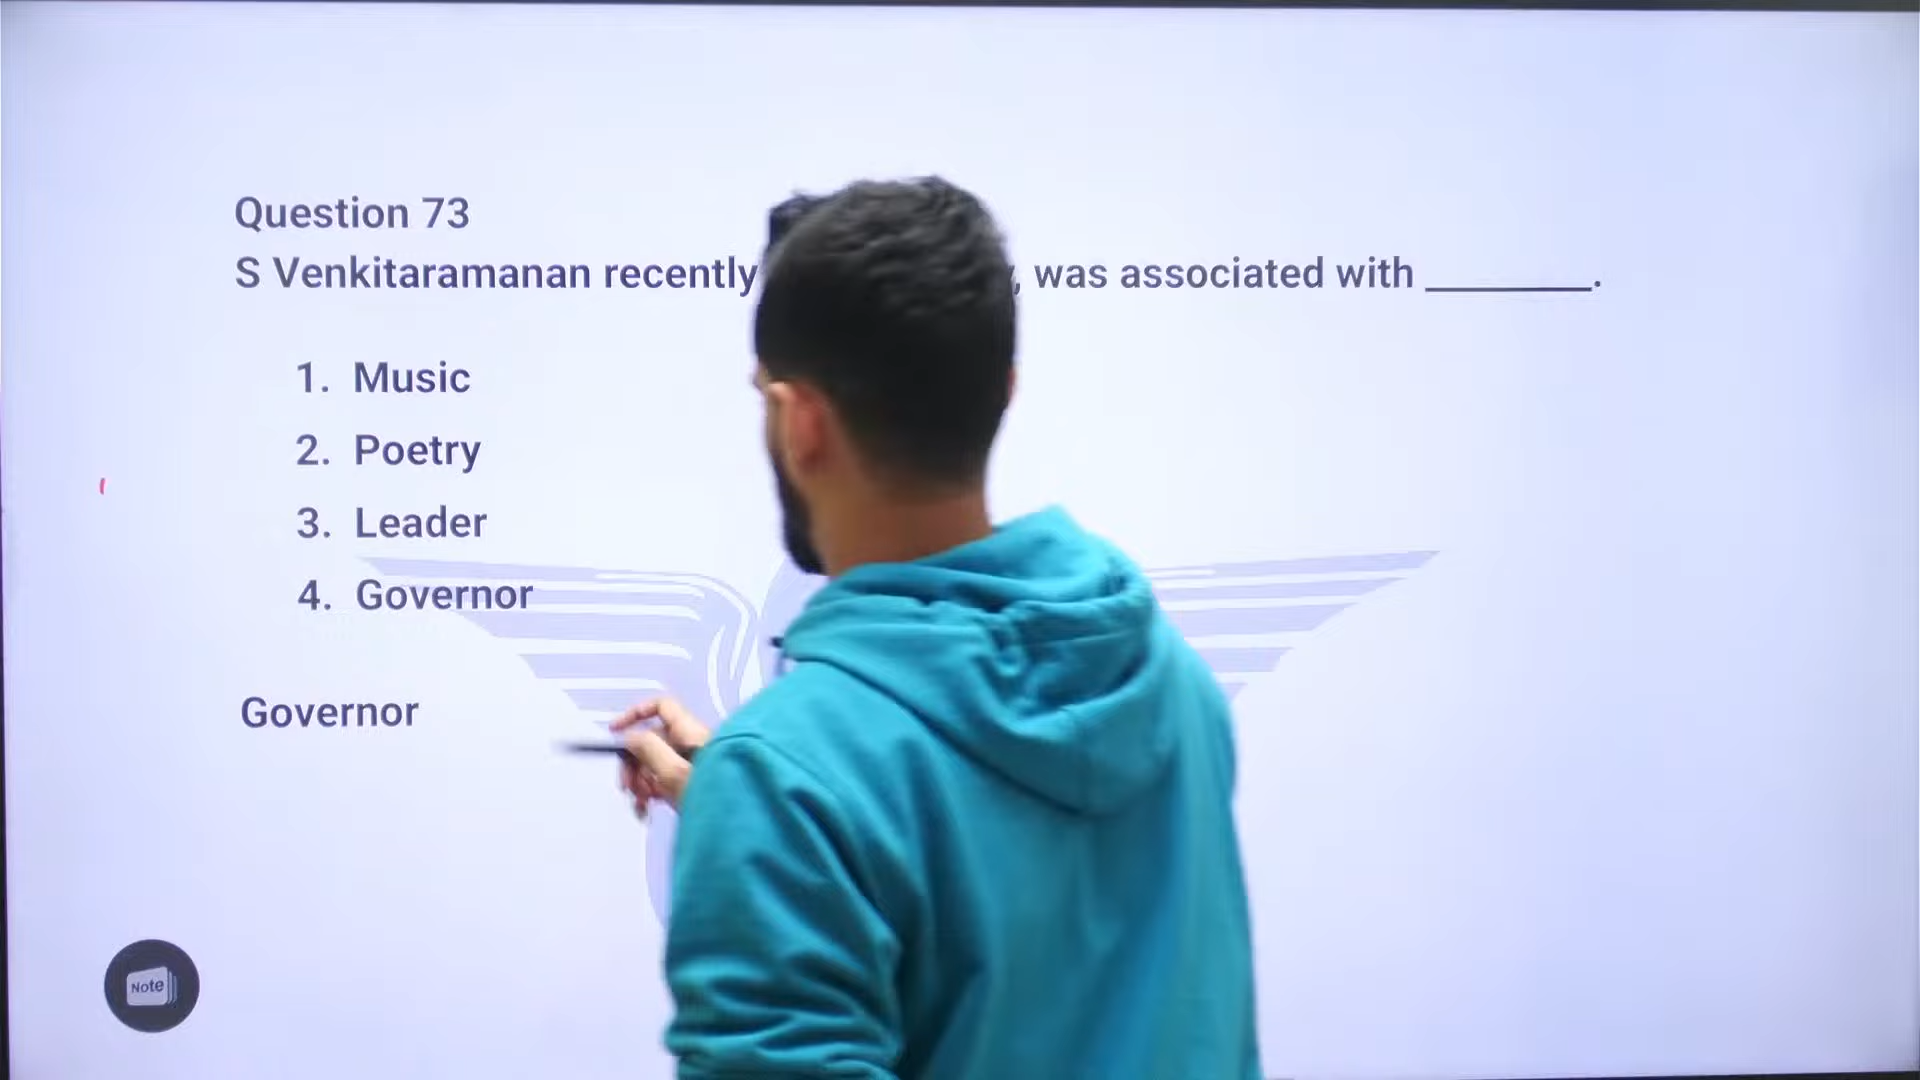 Question 73
S Venkitaramanan recently , was associated with ________.
1. Music
2. Poetry
3. Leader
4. Governor
Governor
Note